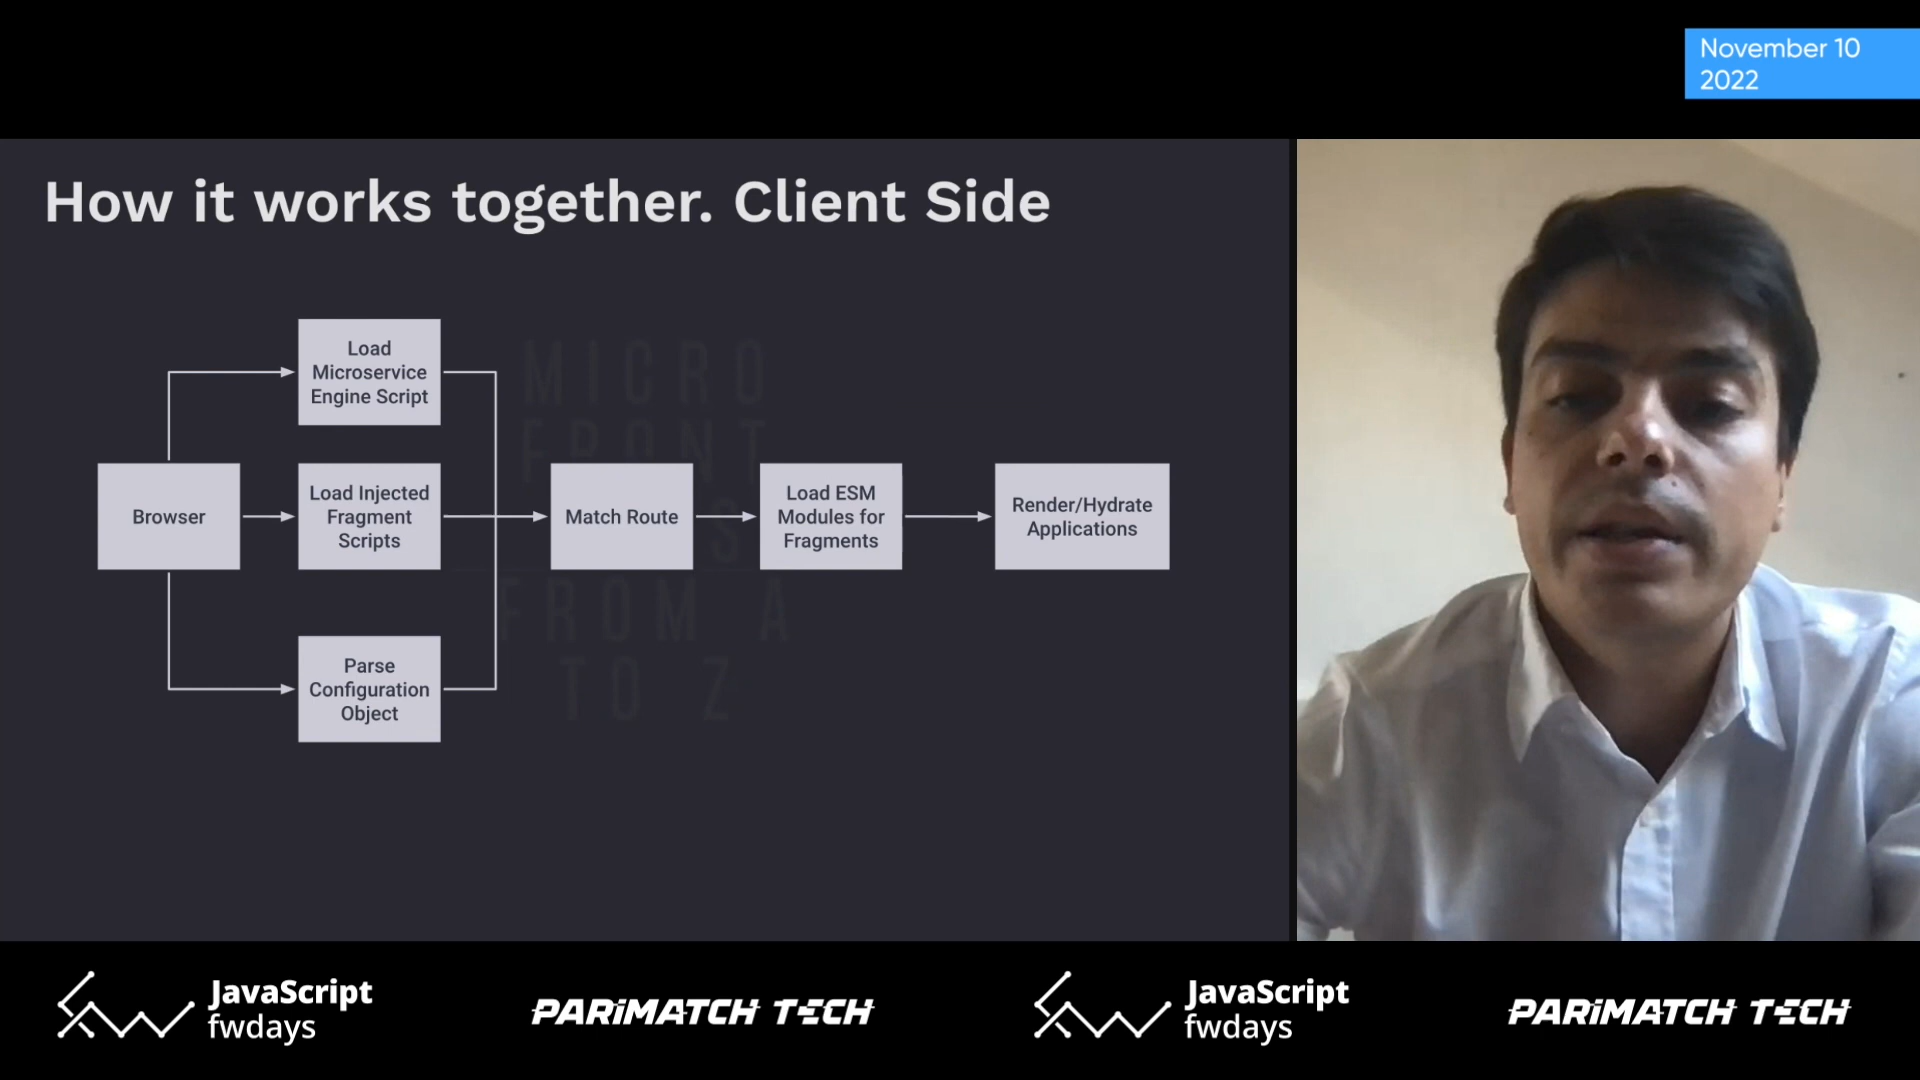 November 10
2022
How it works together. Client Side
Load
Microservice
Engine Script
Browser
Load Injected
Fragment
Scripts
Match Route
Load ESM
Modules for
Fragments
Render/Hydrate
Applications
Parse
Configuration
Object
MICRO
FRONT
S
FROM A
TO Z
JavaScript
fwdays
PARIMATCH TECH
JavaScript
fwdays
PARIMATCH TECH